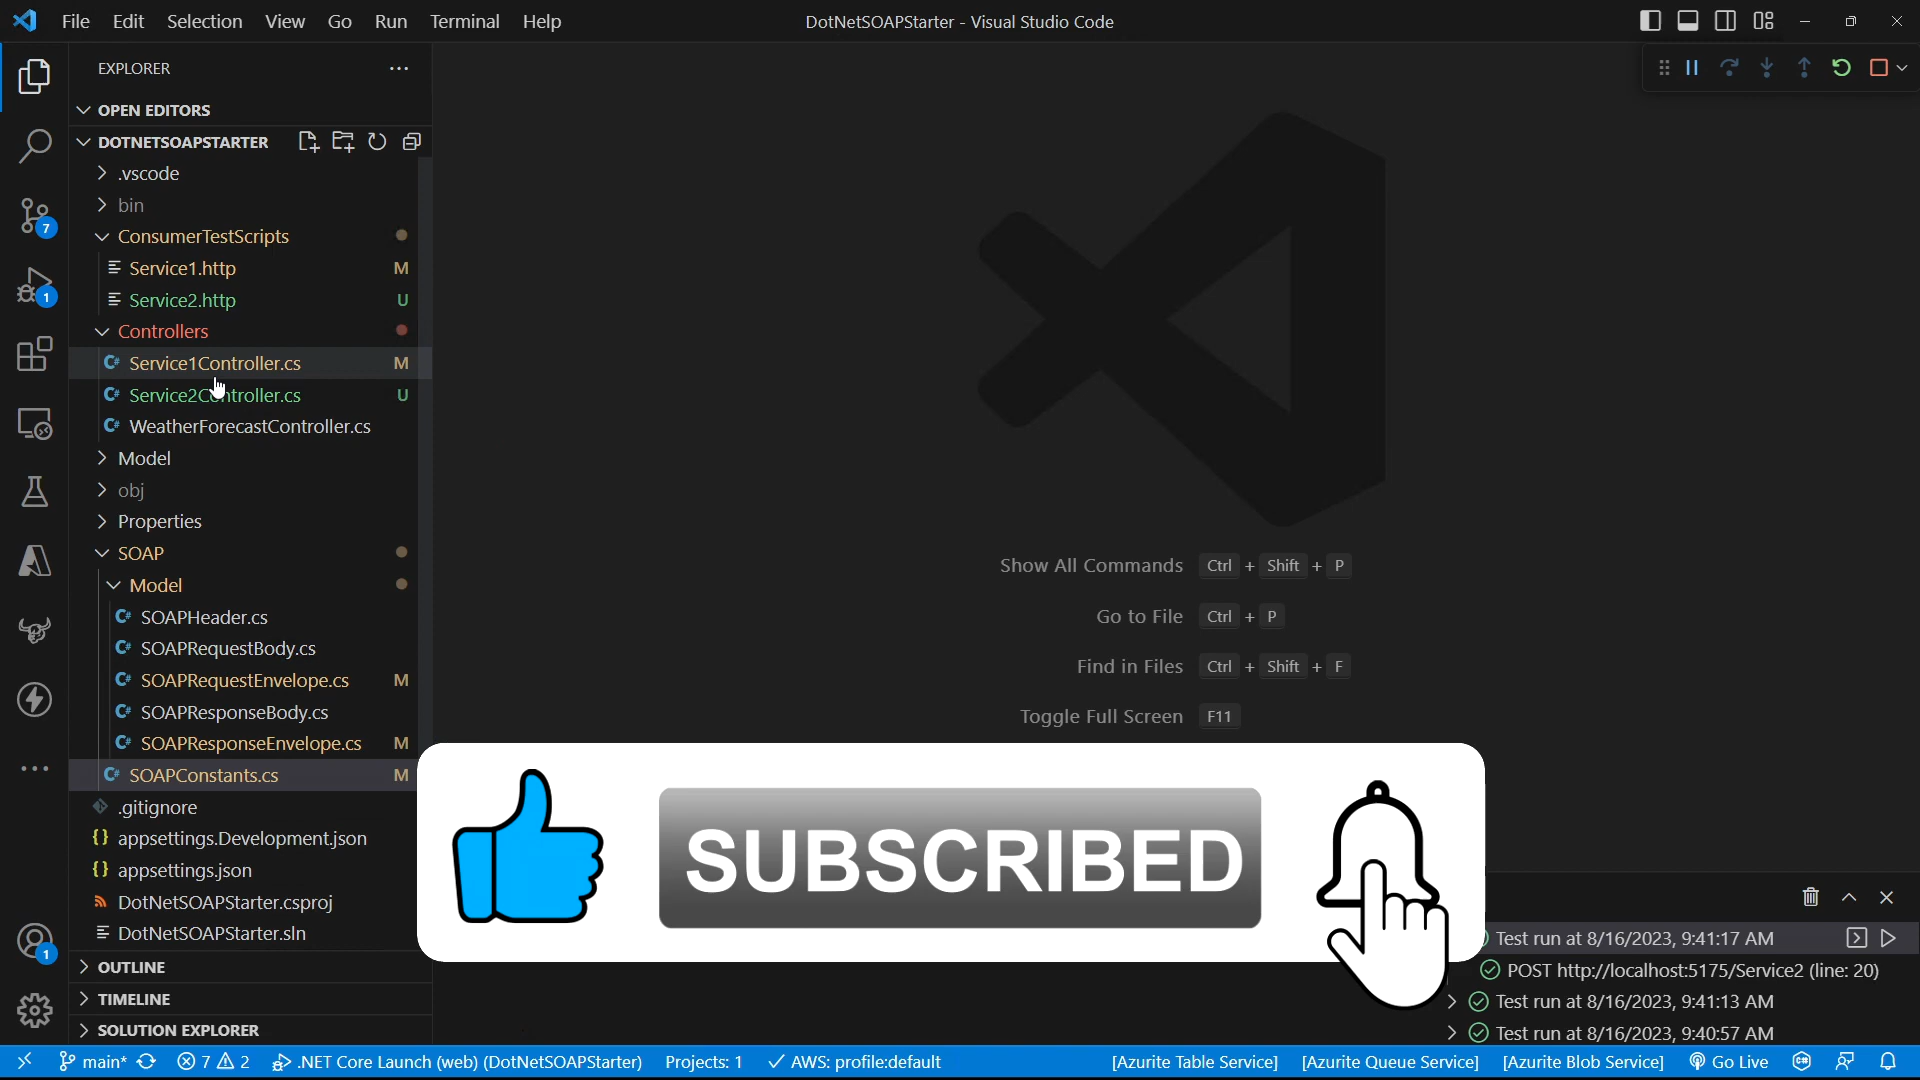 File Edit Selection View Go Run Terminal Help
DotNetSOAPStarter - Visual Studio Code
EXPLORER
OPEN EDITORS
DOTNETSOAPSTARTER
.vscode
bin
ConsumerTestScripts
Service1.http M
Service2.http U
Controllers
Service1Controller.cs M
Service2Controller.cs U
WeatherForecastController.cs
Model
obj
Properties
SOAP
Model
SOAPHeader.cs
SOAPRequestBody.cs
SOAPRequestEnvelope.cs M
SOAPResponseBody.cs
SOAPResponseEnvelope.cs M
SOAPConstants.cs M
.gitignore
appsettings.Development.json
appsettings.json
DotNetSOAPStarter.csproj
DotNetSOAPStarter.sln
OUTLINE
TIMELINE
SOLUTION EXPLORER
7
1
1
Show All Commands Ctrl + Shift + P
Go to File Ctrl + P
Find in Files Ctrl + Shift + F
Toggle Full Screen F11
SUBSCRIBED
Test run at 8/16/2023, 9:41:17 AM
POST http://localhost:5175/Service2 (line: 20)
Test run at 8/16/2023, 9:41:13 AM
Test run at 8/16/2023, 9:40:57 AM
main* 7 2 .NET Core Launch (web) (DotNetSOAPStarter) Projects: 1 AWS: profile:default [Azurite Table Service] [Azurite Queue Service] [Azurite Blob Service] Go Live